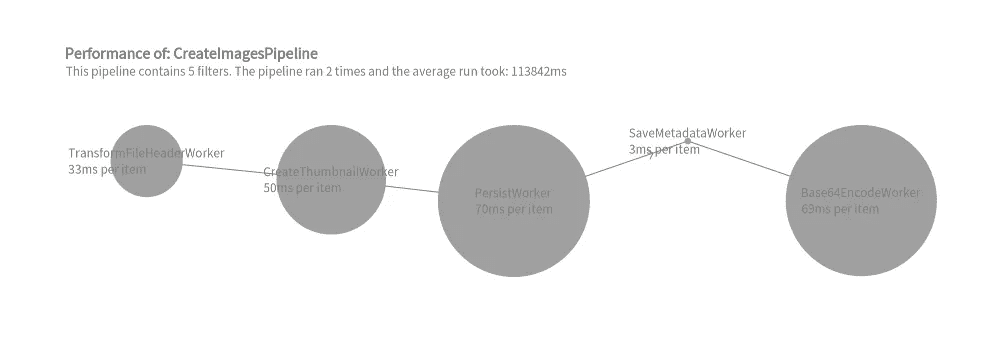 Performance of: CreateImagesPipeline
This pipeline contains 5 filters. The pipeline ran 2 times and the average run took: 113842ms
TransformFileHeaderWorker
33ms per item
CreateThumbnailWorker
50ms per item
PersistWorker
70ms per item
SaveMetadataWorker
3ms per item
Base64EncodeWorker
69ms per item